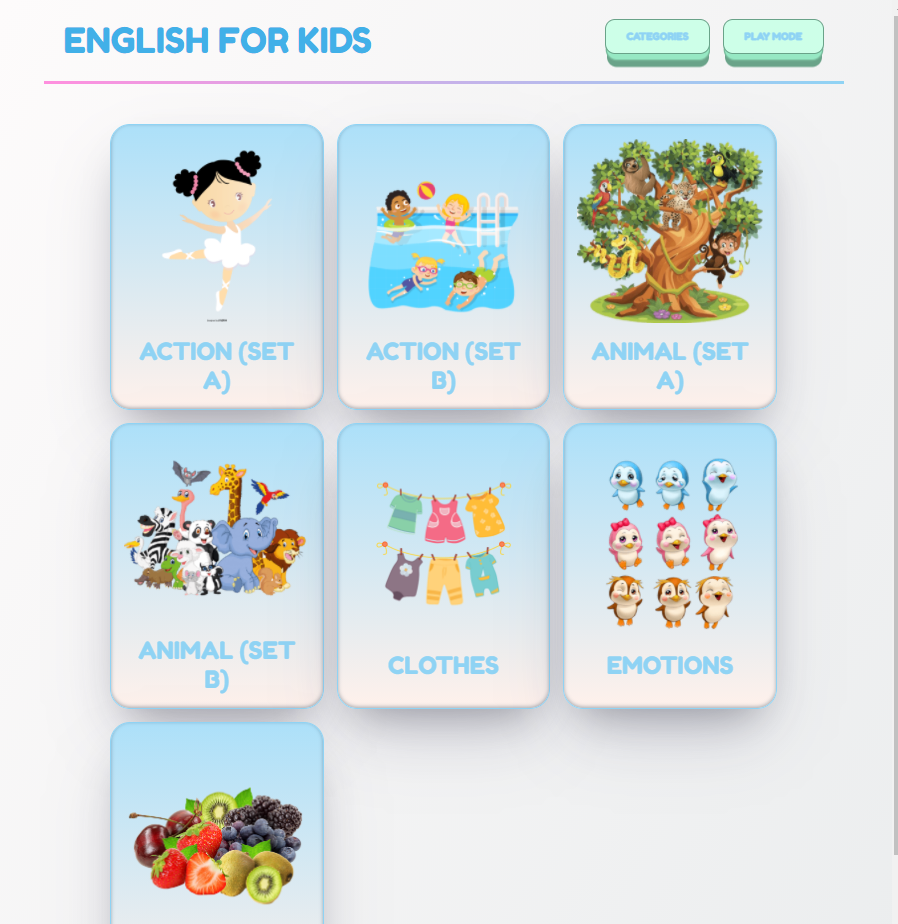 ENGLISH FOR KIDS
CATEGORIES
PLAY MODE
ACTION (SET
A)
ACTION (SET
B)
ANIMAL (SET
A)
ANIMAL (SET
B)
CLOTHES
EMOTIONS